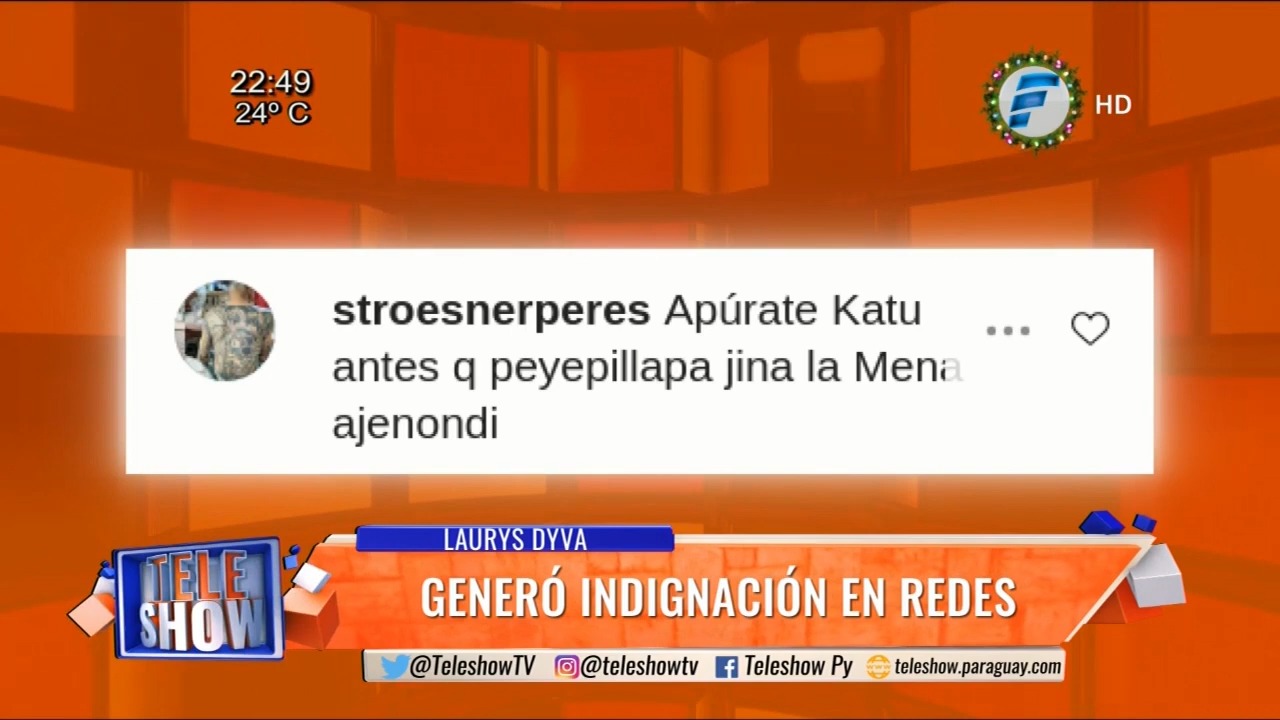 22:49
24º C
HD
stroesnerperes Apúrate Katu
antes q peyepillapa jina la Mena
ajenondi
LAURYS DYVA
TELE
SHOW
GENERÓ INDIGNACIÓN EN REDES
@TeleshowTV @teleshowtv Teleshow Py teleshow.paraguay.com